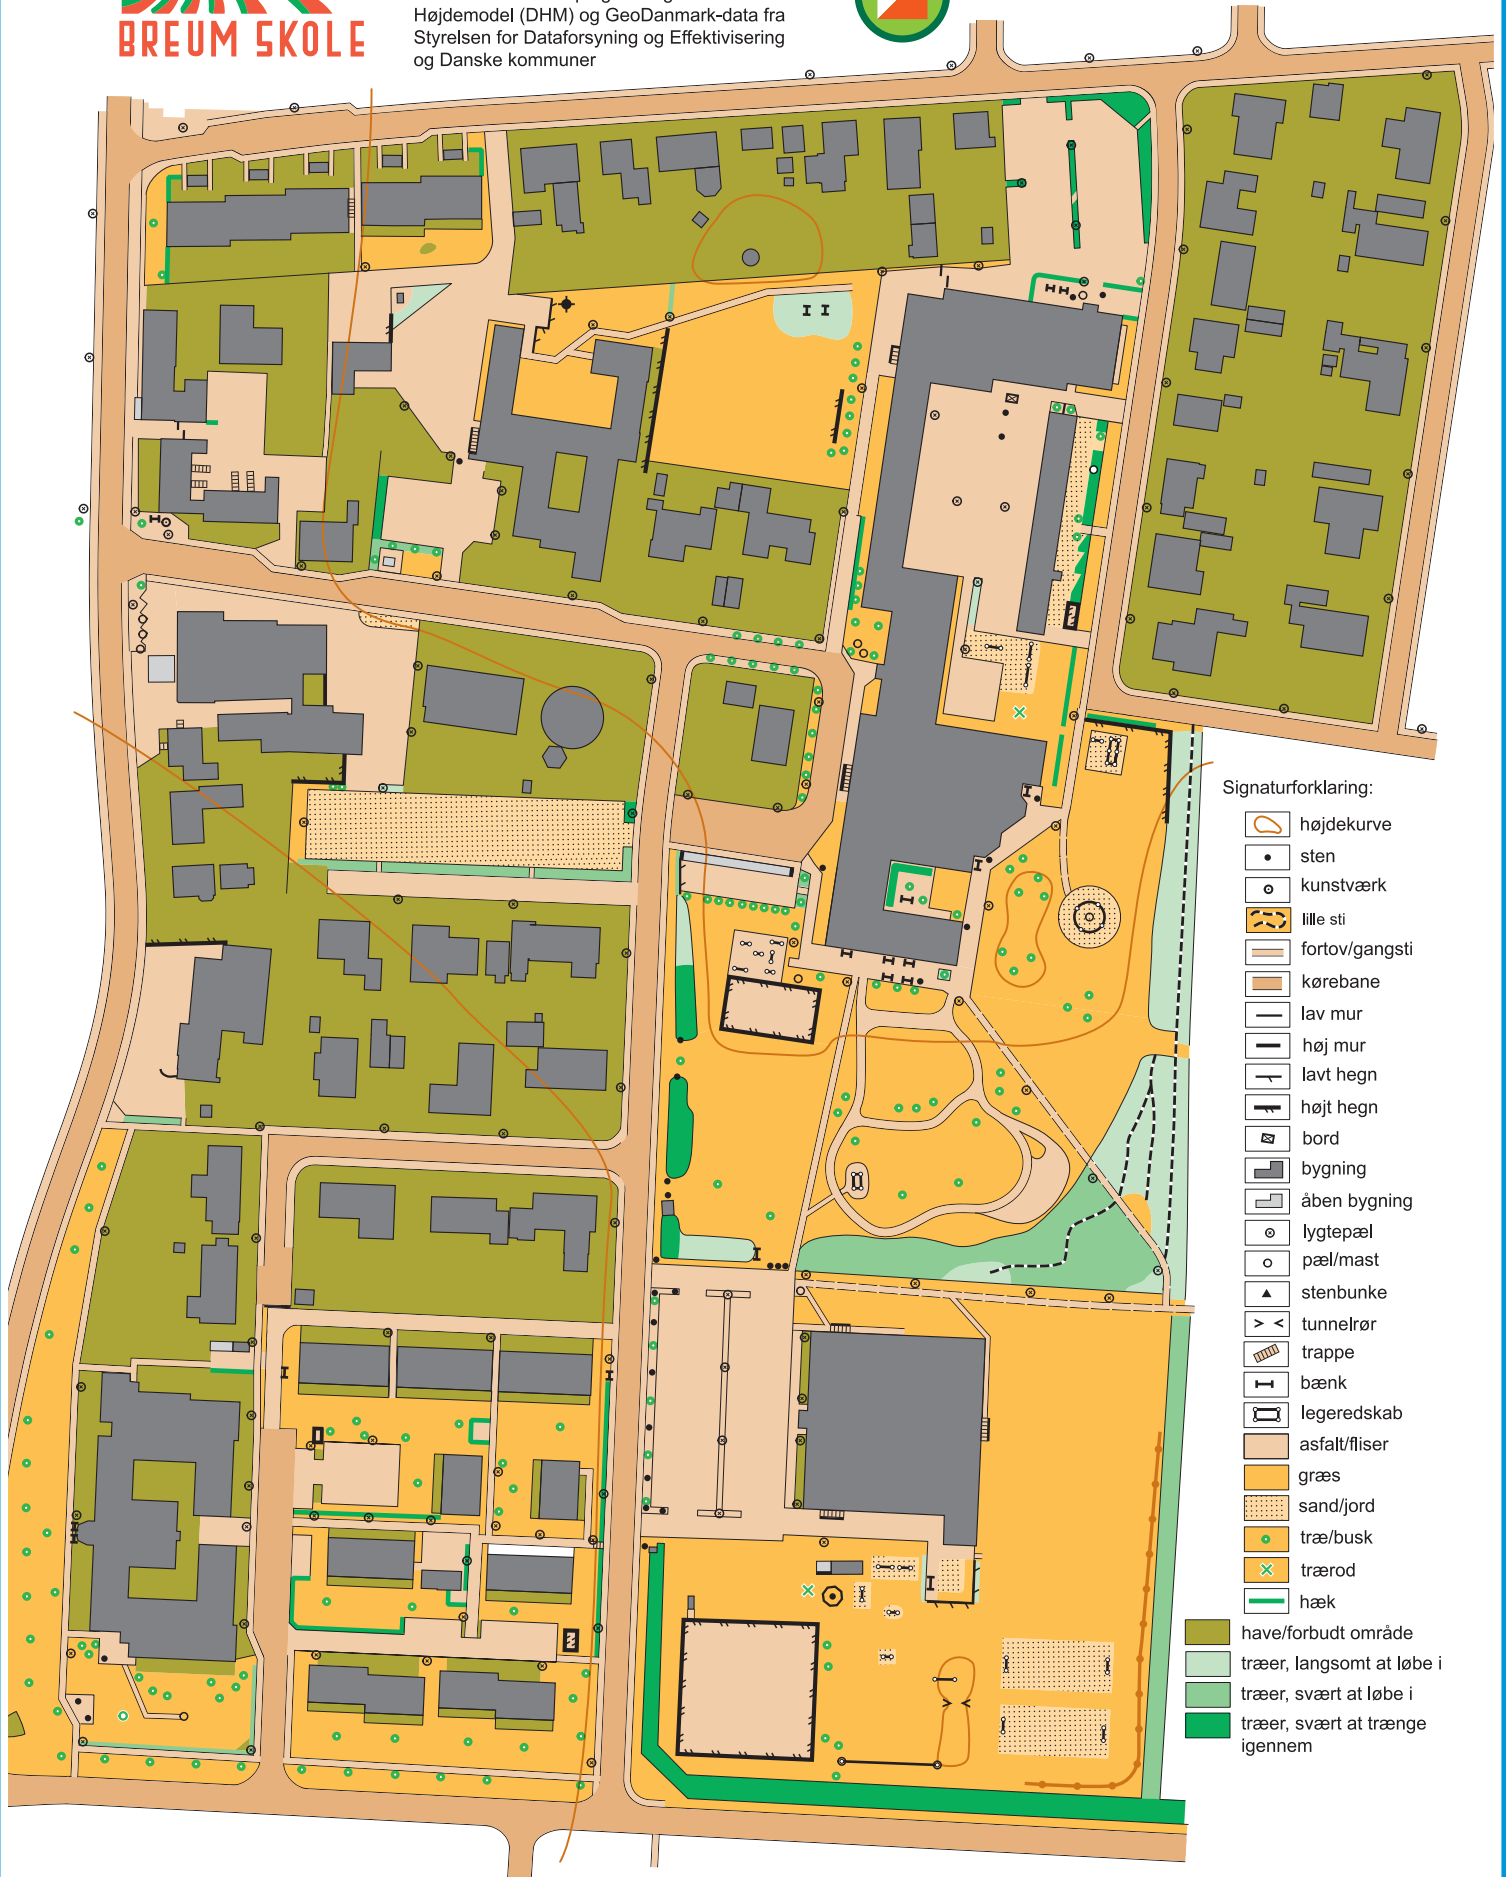 BREUM SKOLE
Højdemodel (DHM) og GeoDanmark-data fra
Styrelsen for Dataforsyning og Effektivisering
og Danske kommuner
Signaturforklaring:
højdekurve
sten
kunstværk
lille sti
fortov/gangsti
kørebane
lav mur
høj mur
lavt hegn
højt hegn
bord
bygning
åben bygning
lygtepæl
pæl/mast
stenbunke
tunnelrør
trappe
bænk
legeredskab
asfalt/fliser
græs
sand/jord
træ/busk
trærod
hæk
have/forbudt område
træer, langsomt at løbe i
træer, svært at løbe i
træer, svært at trænge
igennem